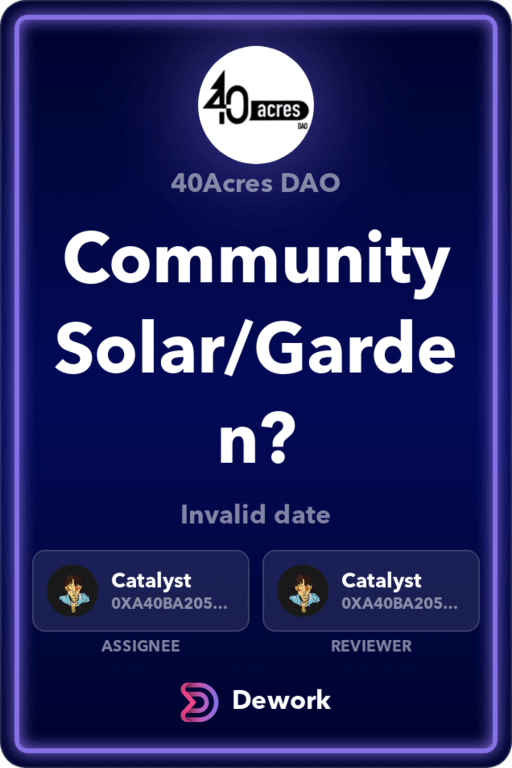 40 acres
DAO
40Acres DAO
Community
Solar/Garde
n?
Invalid date
Catalyst
0XA40BA205...
Catalyst
0XA40BA205...
ASSIGNEE
REVIEWER
Dework